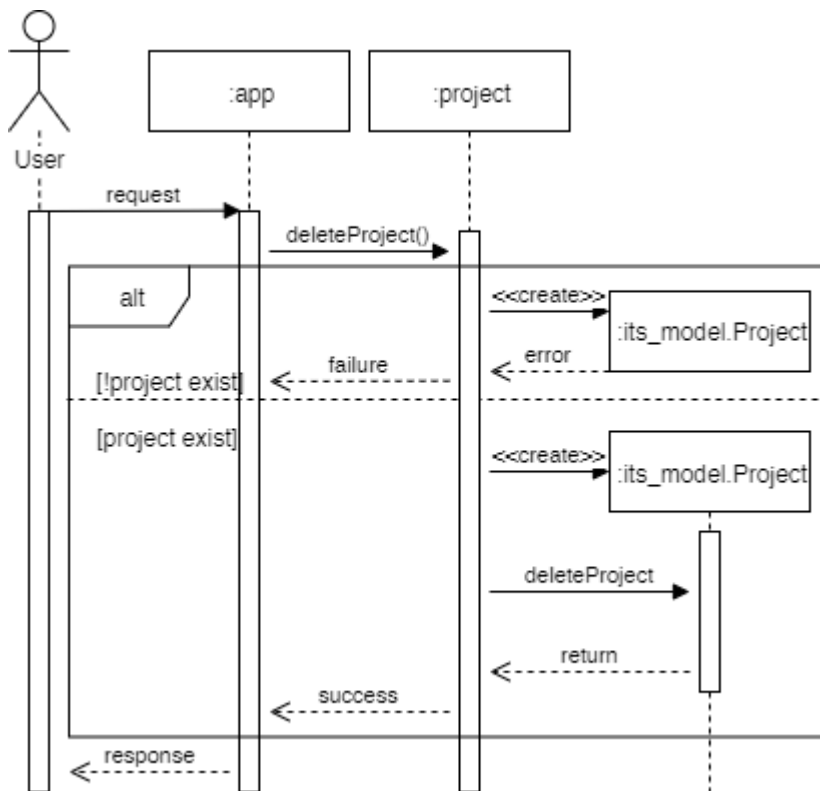 :app
:project
User
request
deleteProject()
alt
<<create>>
:its_model.Project
error
failure
[!project exist]
[project exist]
<<create>>
:its_model.Project
deleteProject
return
success
response